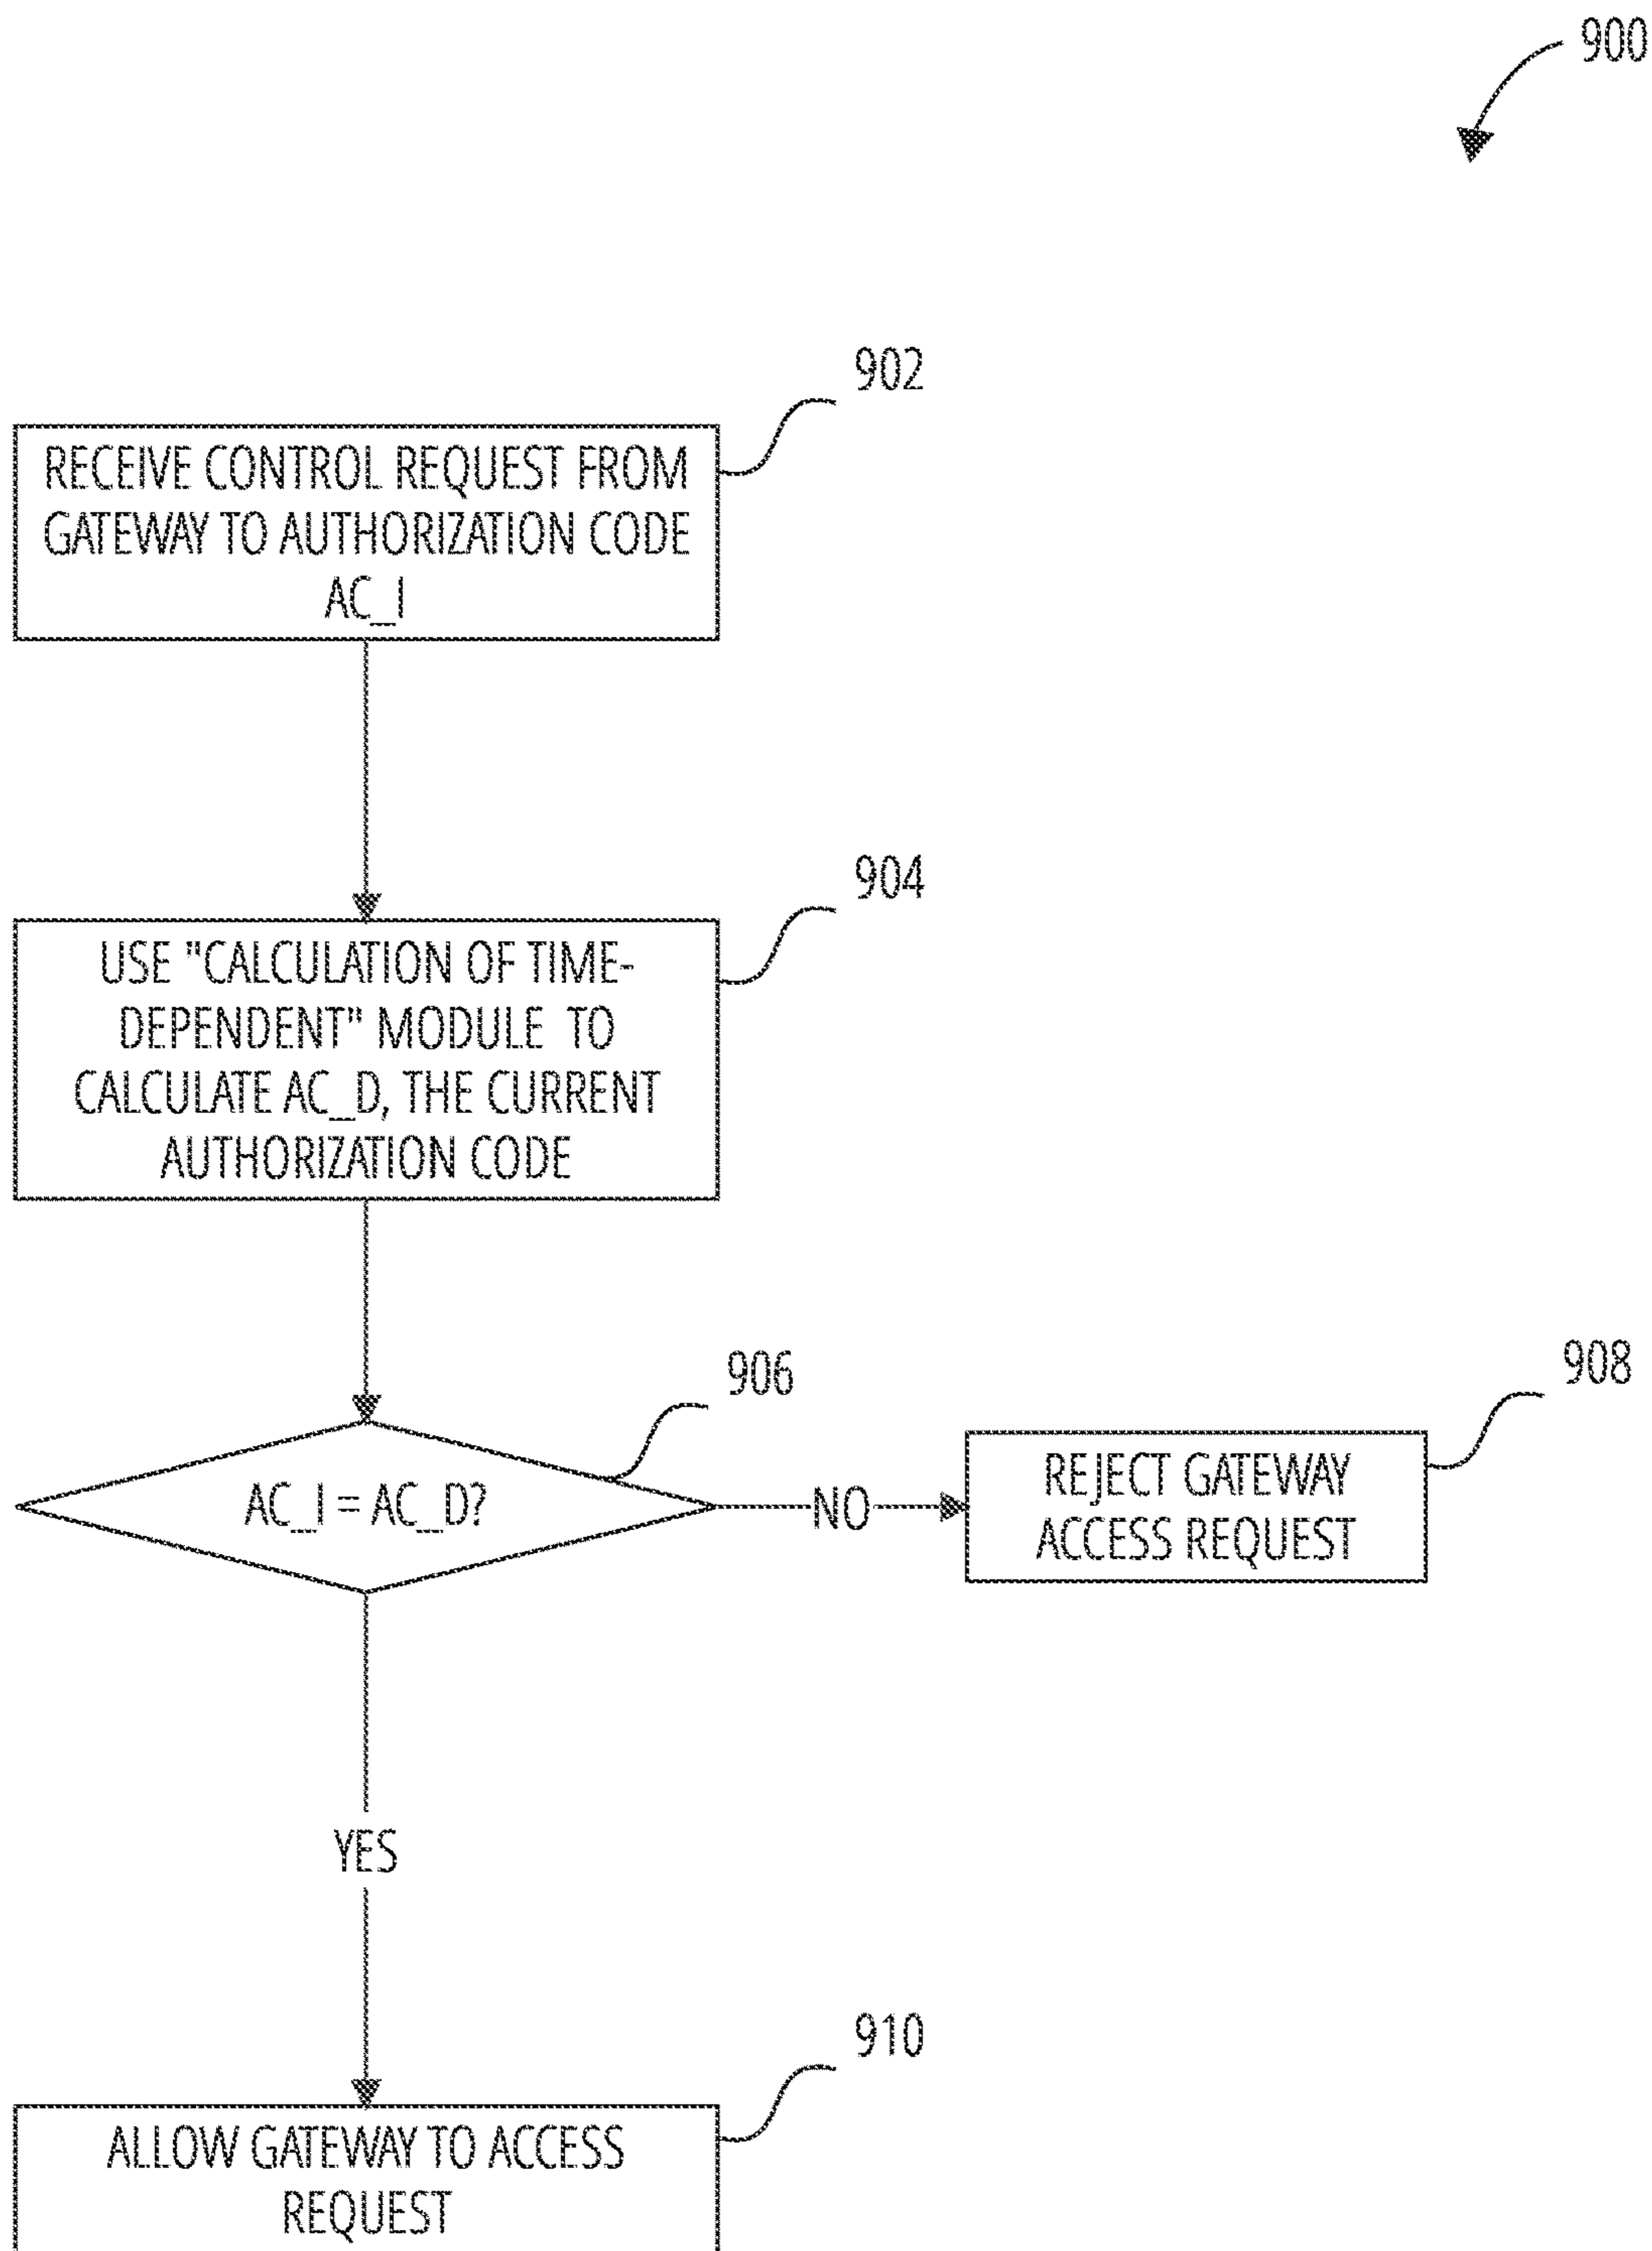 900
902
RECEIVE CONTROL REQUEST FROM
GATEWAY TO AUTHORIZATION CODE
AC_I
904
USE "CALCULATION OF TIME-
DEPENDENT" MODULE TO
CALCULATE AC_D, THE CURRENT
AUTHORIZATION CODE
906
908
AC_I = AC_D?
NO
REJECT GATEWAY
ACCESS REQUEST
YES
910
ALLOW GATEWAY TO ACCESS
REQUEST